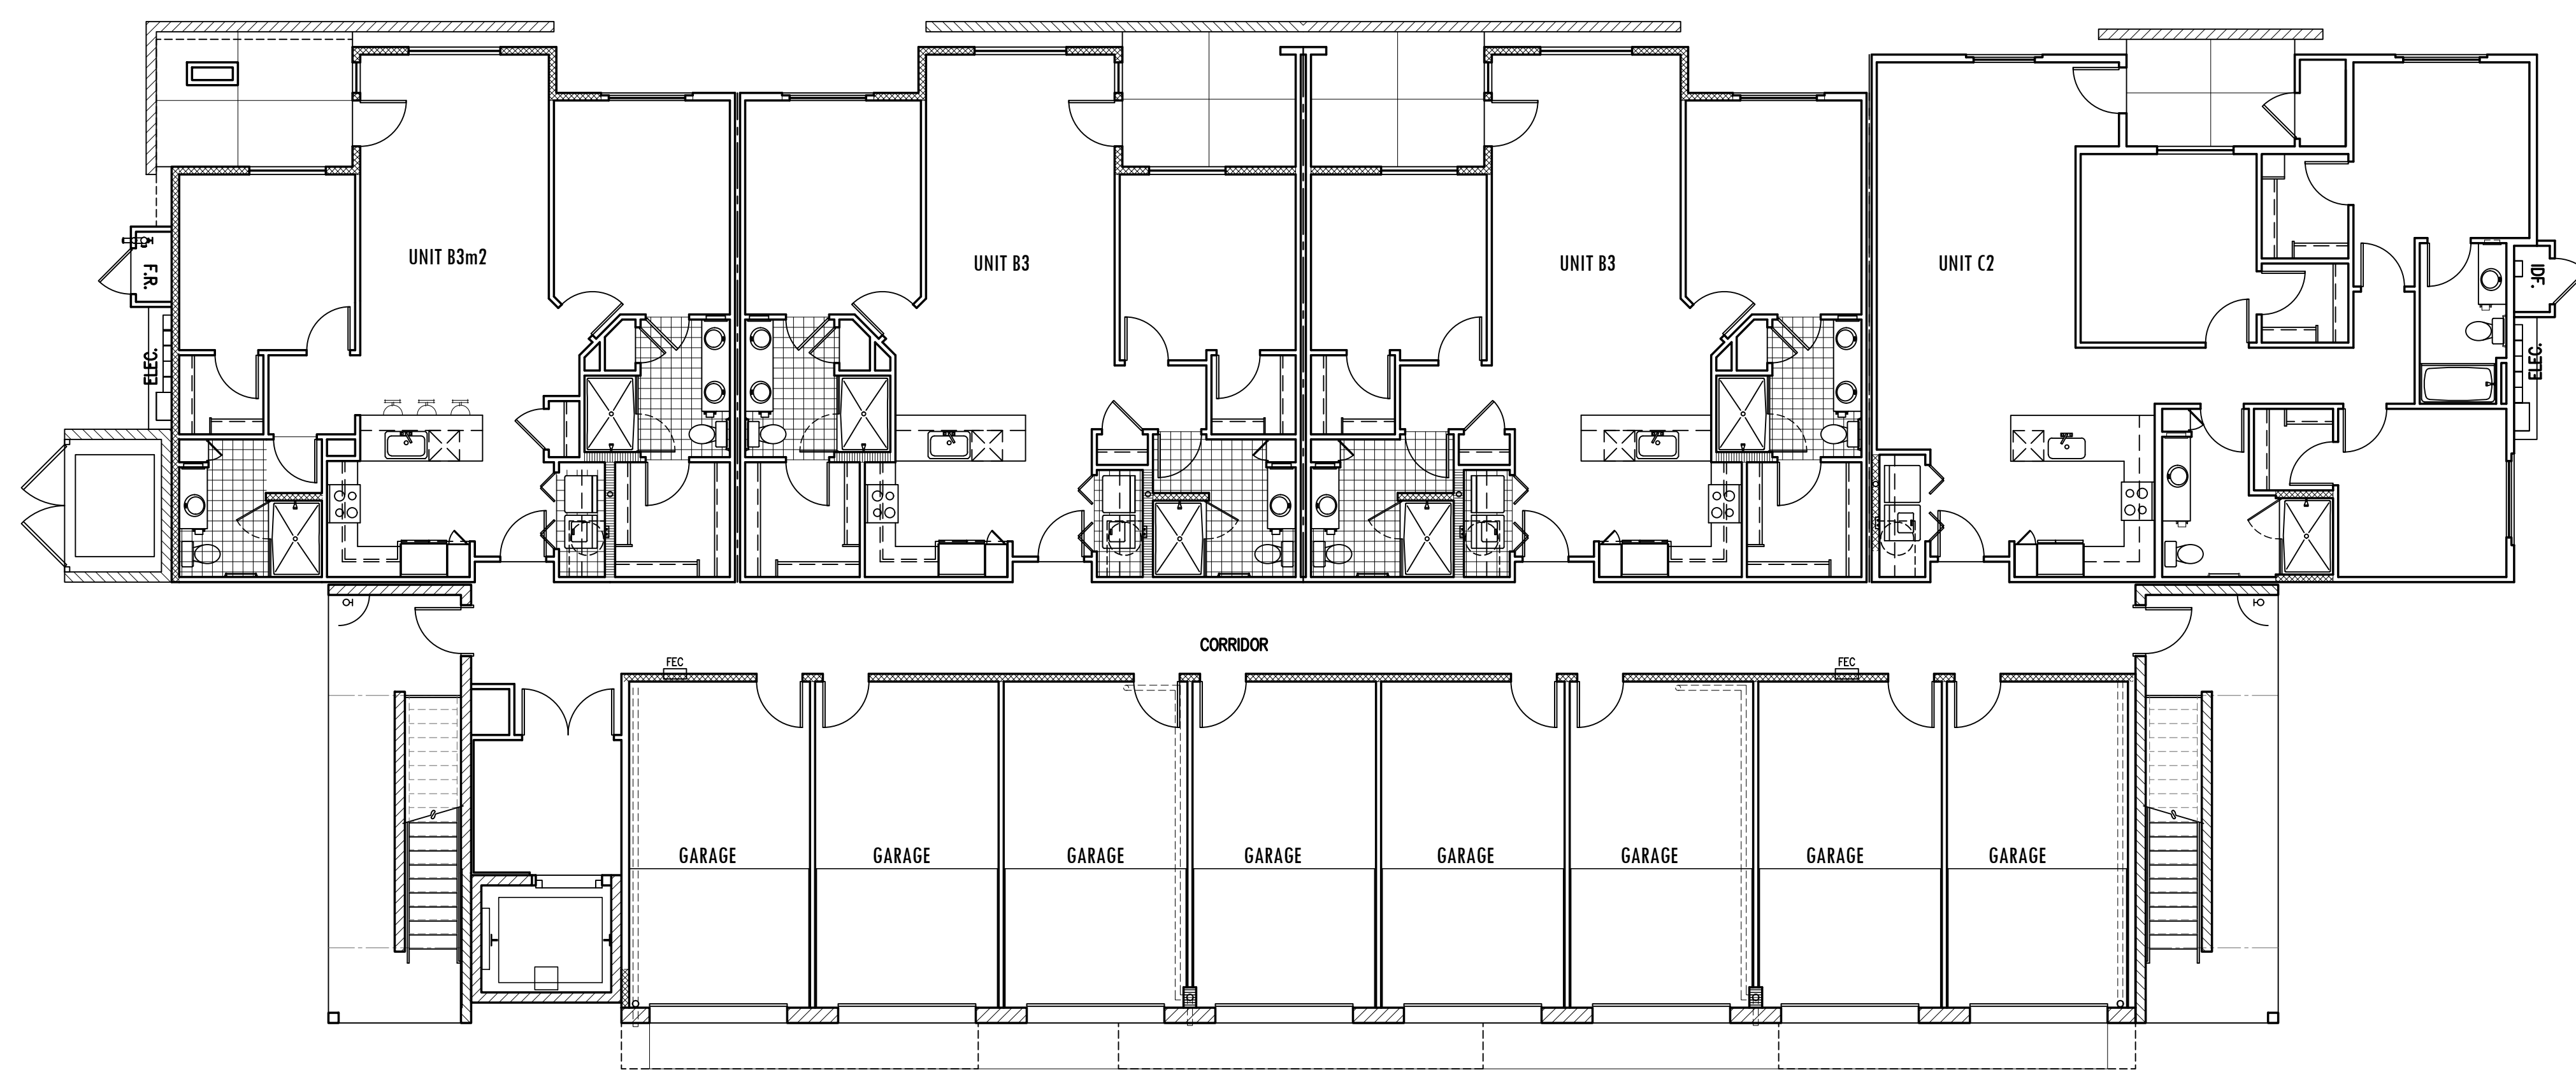 UNIT B3m2
UNIT B3
UNIT B3
UNIT C2
F.R.
IDF.
ELEC.
ELEC.
CORRIDOR
FEC
FEC
GARAGE
GARAGE
GARAGE
GARAGE
GARAGE
GARAGE
GARAGE
GARAGE